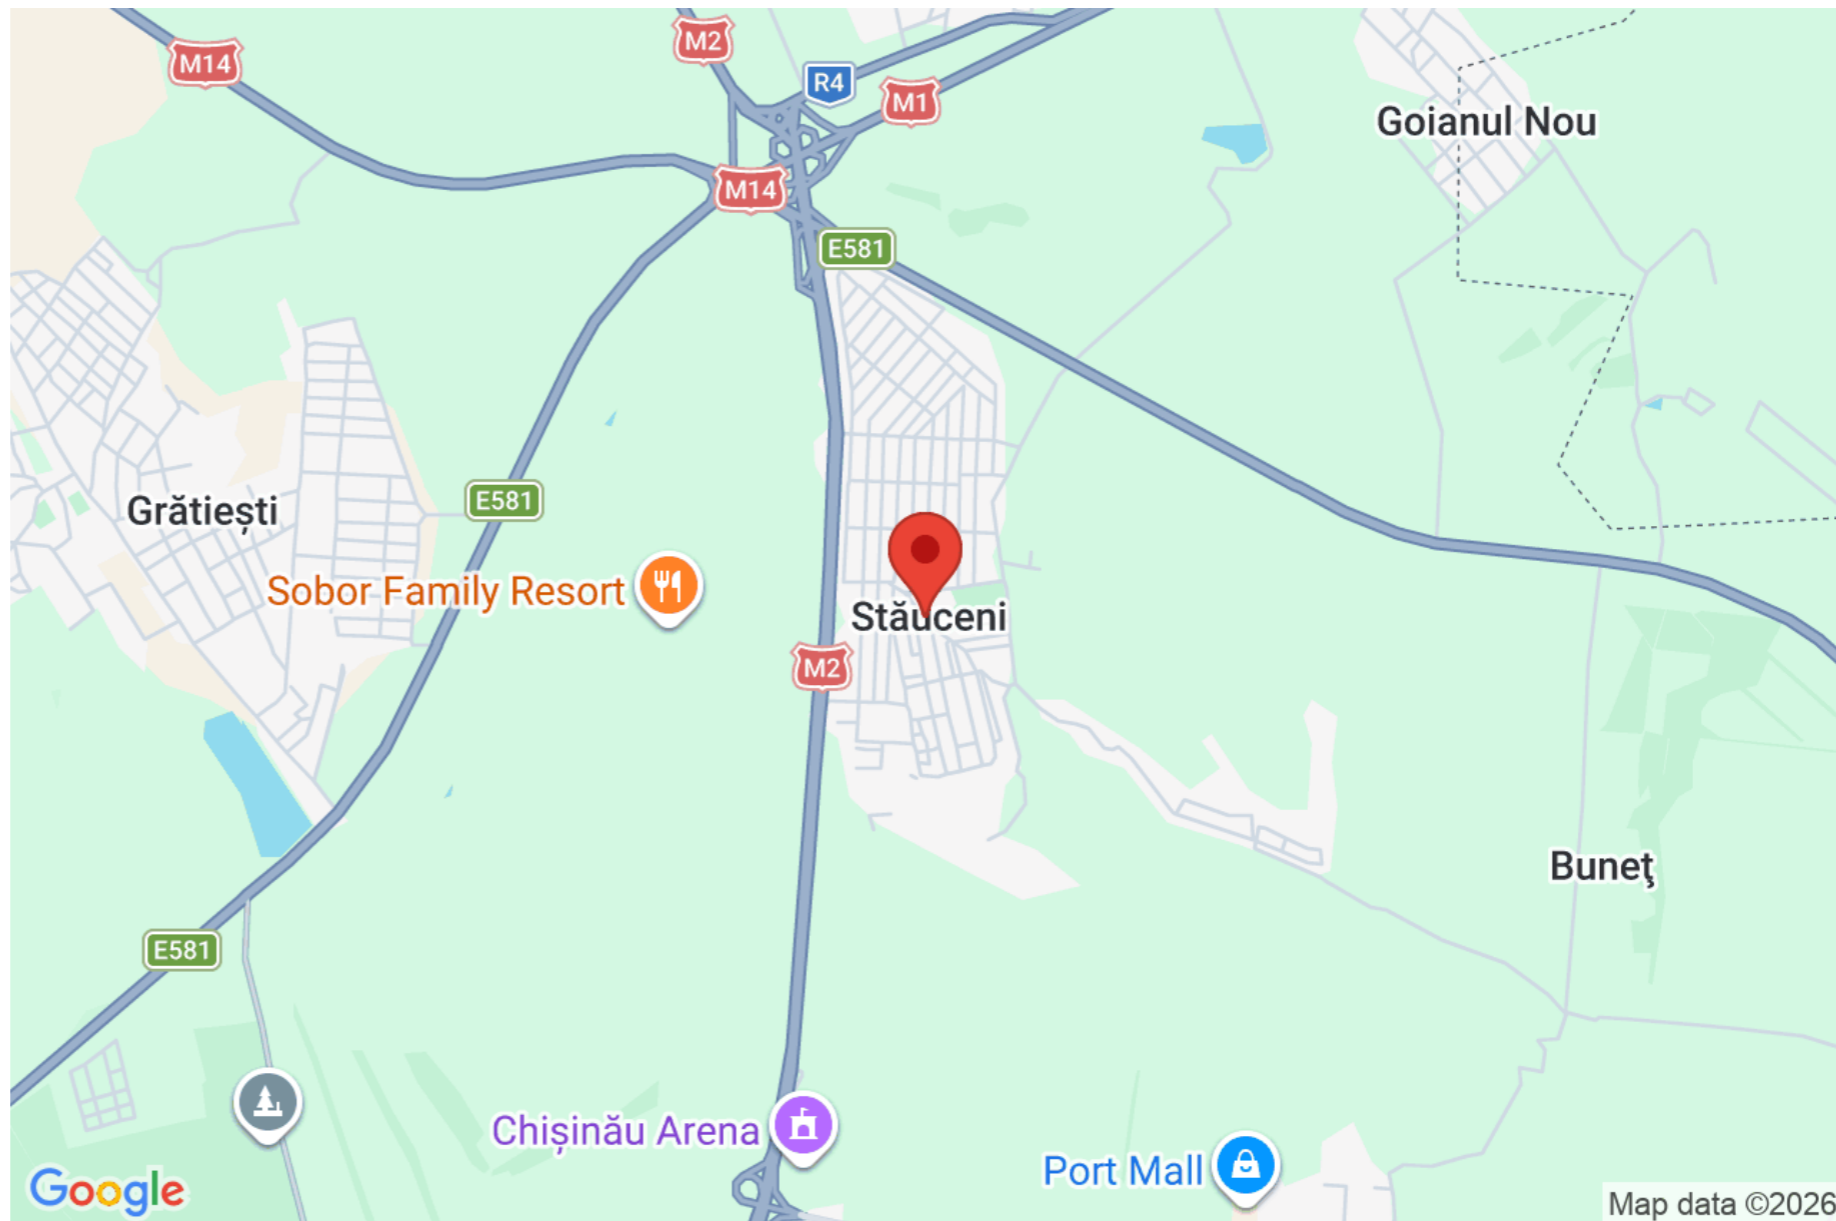 M2
M14
R4
M1
Goianul Nou
M14
E581
Grătiești
E581
Sobor Family Resort
Stăuceni
M2
Buneţ
E581
Chișinău Arena
Port Mall
Google
Map data ©2026